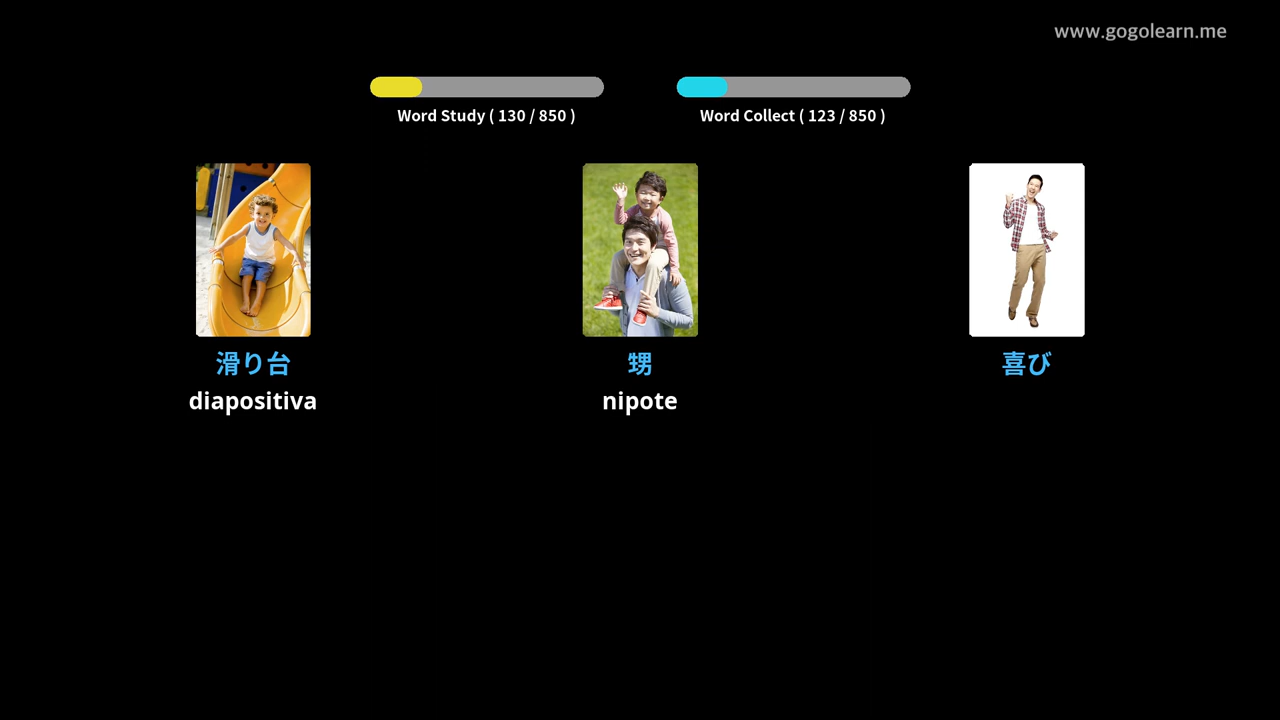 www.gogolearn.me
Word Study ( 130 / 850 )
Word Collect ( 123 / 850 )
滑り台
diapositiva
甥
nipote
喜び